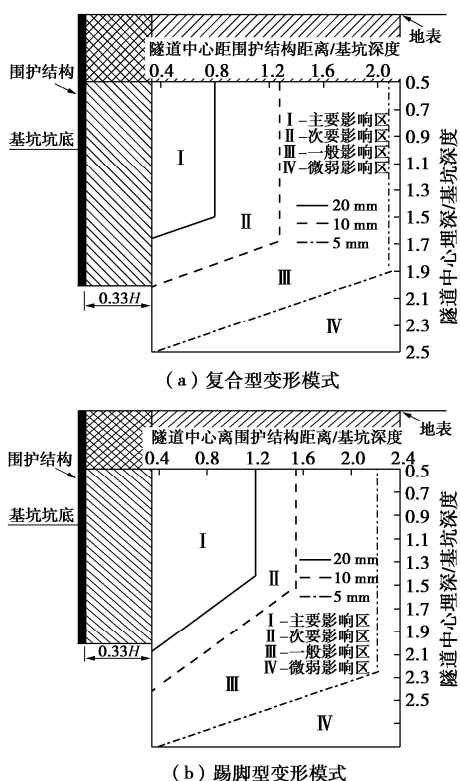 地表
隧道中心距围护结构距离/基坑深度
围护结构
0.4 0.8 1.2 1.6 2.0
0.5
0.7
0.9
1.1
1.3
1.5
1.7
1.9
2.1
2.3
2.5
隧道中心埋深/基坑深度
Ⅰ–主要影响区
Ⅱ–次要影响区
Ⅲ–一般影响区
Ⅳ–微弱影响区
基坑坑底
Ⅰ
Ⅱ
20 mm
10 mm
5 mm
Ⅲ
0.33H
Ⅳ
（a）复合型变形模式
地表
隧道中心离围护结构距离/基坑深度
围护结构
0.4 0.8 1.2 1.6 2.0 2.4
0.5
0.7
0.9
1.1
1.3
1.5
1.7
1.9
2.1
2.3
2.5
隧道中心埋深/基坑深度
基坑坑底
Ⅰ
20 mm
Ⅱ
10 mm
5 mm
Ⅰ–主要影响区
Ⅱ–次要影响区
Ⅲ–一般影响区
Ⅳ–微弱影响区
0.33H
Ⅲ
Ⅳ
（b）踢脚型变形模式